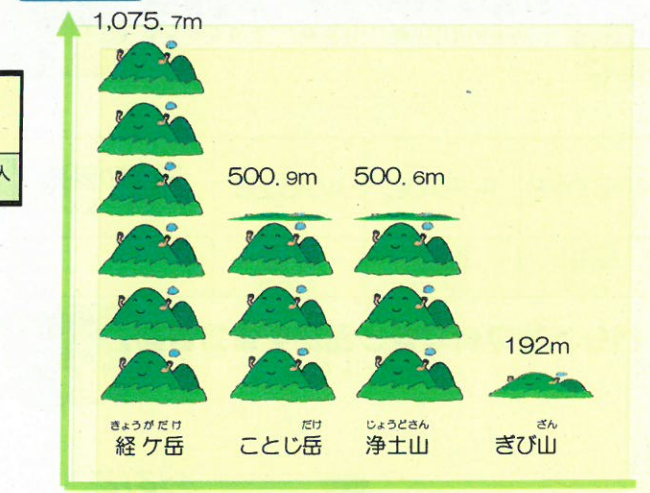 1,075. 7m
人
500. 9m
500. 6m
192m
きょうがだけ
経ケ岳
だけ
ことじ岳
じょうどさん
浄土山
ざん
ぎび山